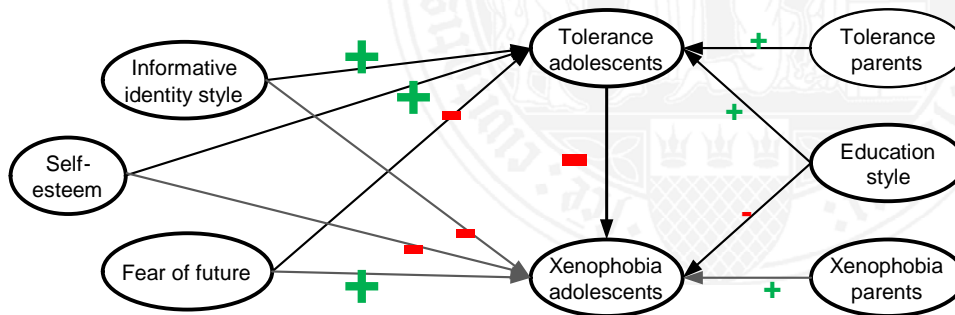 Informative
identity style
Self-
esteem
Fear of future
Tolerance
adolescents
Xenophobia
adolescents
Tolerance
parents
Education
style
Xenophobia
parents
+
+
-
-
-
+
-
+
+
-
+